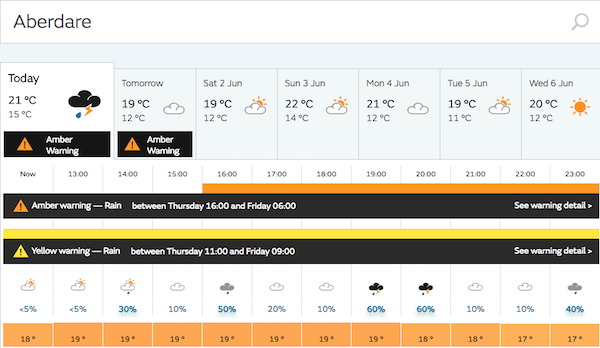 Aberdare
Today
21 °C
15 °C
Amber
Warning
Tomorrow
19 °C
12 °C
Amber
Warning
Sat 2 Jun
19 °C
12 °C
Sun 3 Jun
22 °C
14 °C
Mon 4 Jun
21 °C
12 °C
Tue 5 Jun
19 °C
11 °C
Wed 6 Jun
20 °C
12 °C
Now 13:00 14:00 15:00 16:00 17:00 18:00 19:00 20:00 21:00 22:00 23:00
Amber warning — Rain between Thursday 16:00 and Friday 06:00 See warning detail >
Yellow warning — Rain between Thursday 11:00 and Friday 09:00 See warning detail >
<5% <5% 30% 10% 50% 20% 10% 60% 60% 10% 10% 40%
18° 19° 19° 19° 19° 19° 19° 19° 18° 18° 17° 17°